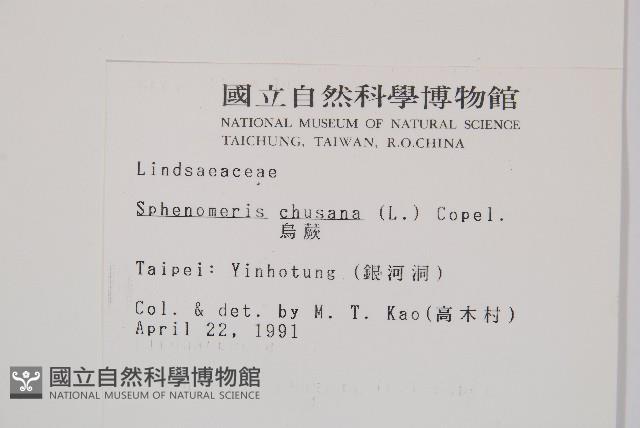 國立自然科學博物館
NATIONAL MUSEUM OF NATURAL SCIENCE
TAICHUNG, TAIWAN, R.O.CHINA
Lindsaeaceae
Sphenomeris chusana (L.) Copel.
烏蕨
Taipei: Yinhotung (銀河洞)
Col. & det. by M. T. Kao(高木村)
April 22, 1991
國立自然科學博物館
NATIONAL MUSEUM OF NATURAL SCIENCE